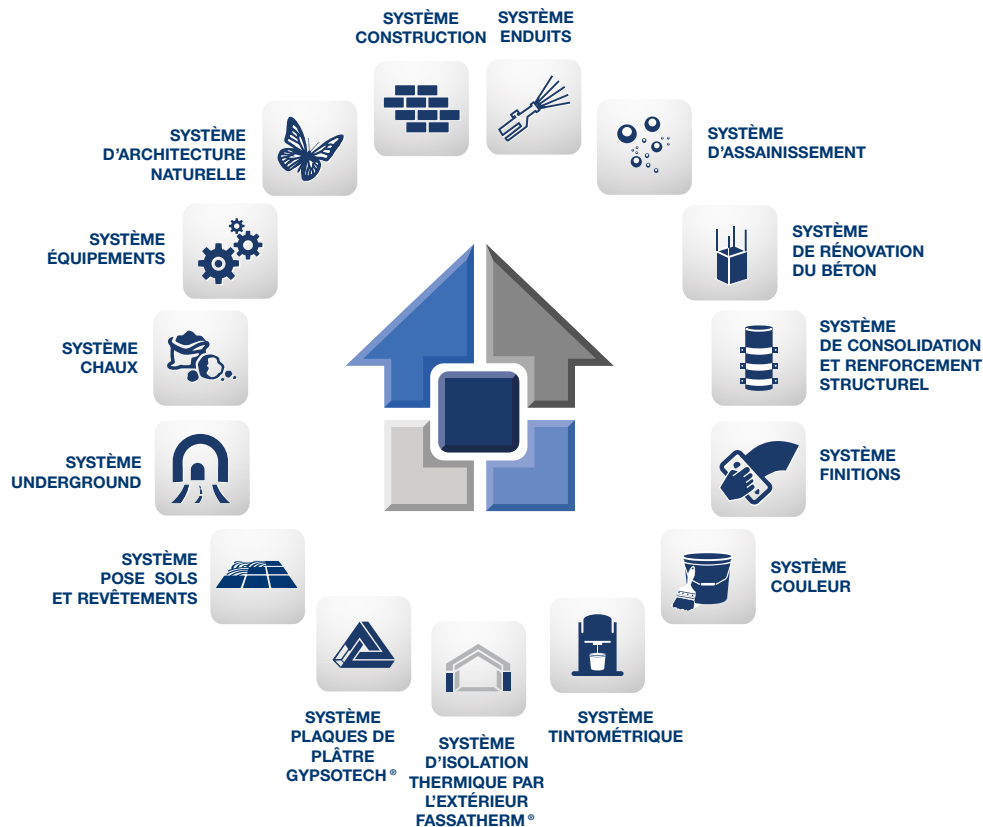 SYSTÈME
CONSTRUCTION
SYSTÈME
ENDUITS
SYSTÈME
D'ASSAINISSEMENT
SYSTÈME
DE RÉNOVATION
DU BÉTON
SYSTÈME
DE CONSOLIDATION
ET RENFORCEMENT
STRUCTUREL
SYSTÈME
FINITIONS
SYSTÈME
COULEUR
SYSTÈME
TINTOMÉTRIQUE
SYSTÈME
D'ISOLATION
THERMIQUE PAR
L'EXTÉRIEUR
FASSATHERM®
SYSTÈME
PLAQUES DE
PLÂTRE
GYPSOTECH®
SYSTÈME
POSE SOLS
ET REVÊTEMENTS
SYSTÈME
UNDERGROUND
SYSTÈME
CHAUX
SYSTÈME
ÉQUIPEMENTS
SYSTÈME
D'ARCHITECTURE
NATURELLE